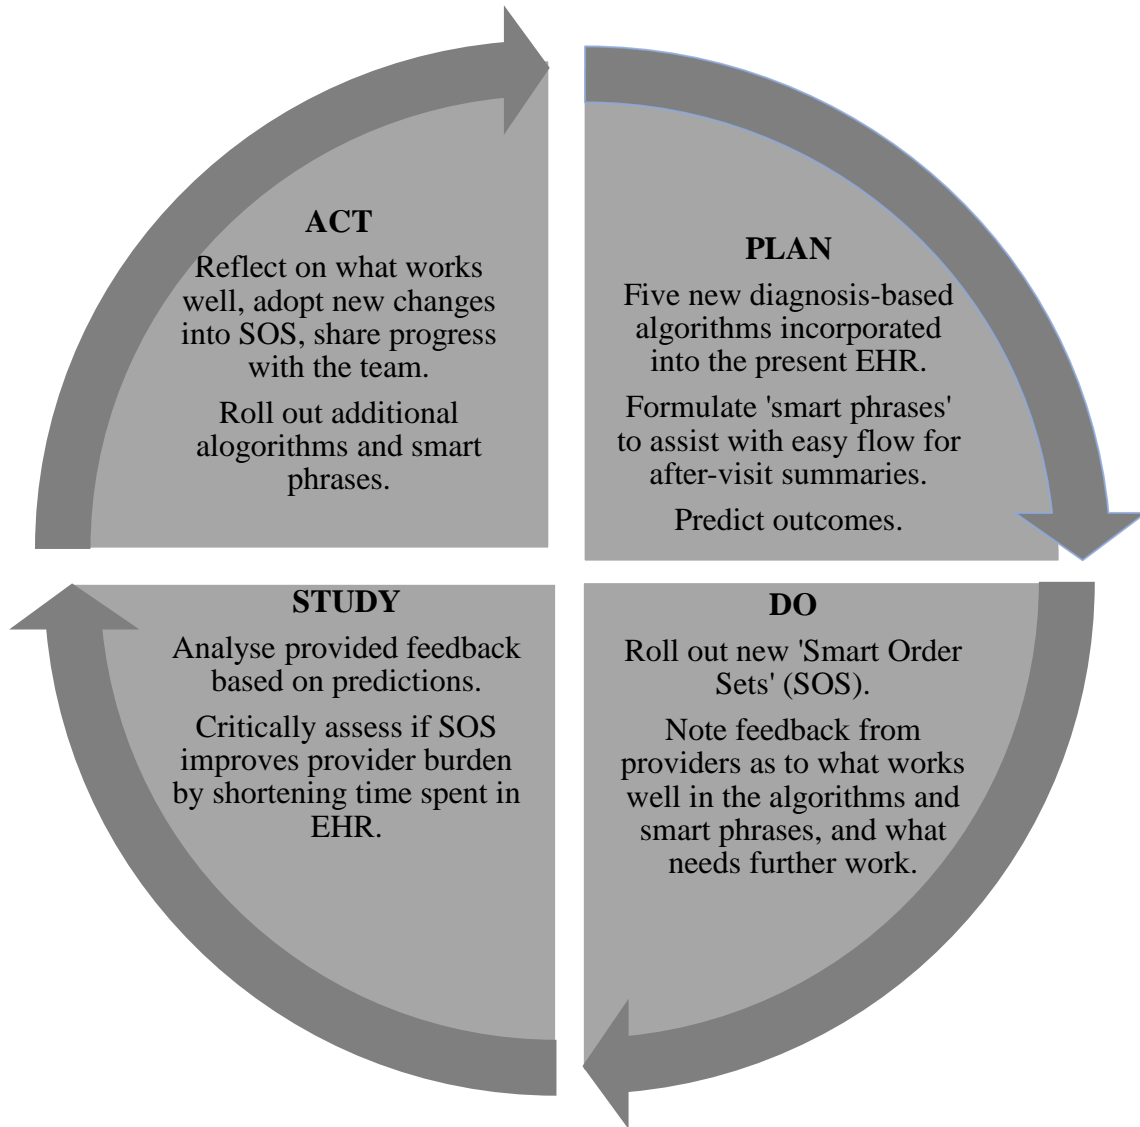 ACT
Reflect on what works
well, adopt new changes
into SOS, share progress
with the team.
Roll out additional
alogorithms and smart
phrases.
PLAN
Five new diagnosis-based
algorithms incorporated
into the present EHR.
Formulate 'smart phrases'
to assist with easy flow for
after-visit summaries.
Predict outcomes.
STUDY
Analyse provided feedback
based on predictions.
Critically assess if SOS
improves provider burden
by shortening time spent in
EHR.
DO
Roll out new 'Smart Order
Sets' (SOS).
Note feedback from
providers as to what works
well in the algorithms and
smart phrases, and what
needs further work.